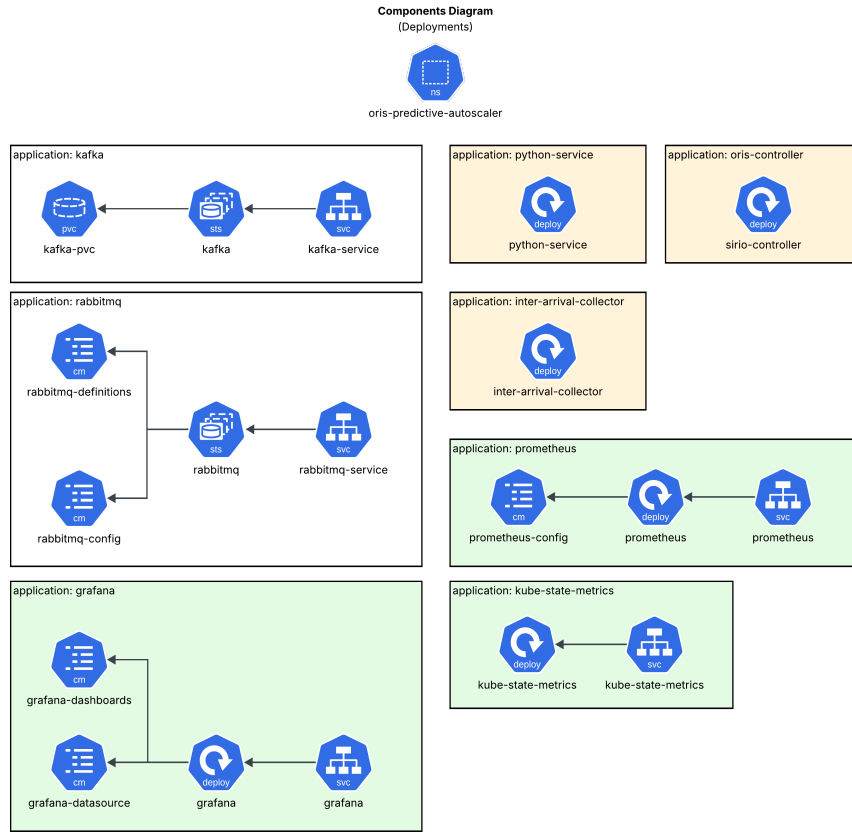 Components Diagram
(Deployments)
ns
oris-predictive-autoscaler
application: kafka
pvc
sts
svc
kafka-pvc
kafka
kafka-service
application: python-service
deploy
python-service
application: oris-controller
deploy
sirio-controller
application: rabbitmq
cm
rabbitmq-definitions
sts
svc
rabbitmq
rabbitmq-service
cm
rabbitmq-config
application: inter-arrival-collector
deploy
inter-arrival-collector
application: prometheus
cm
deploy
svc
prometheus-config
prometheus
prometheus
application: grafana
cm
grafana-dashboards
cm
deploy
svc
grafana-datasource
grafana
grafana
application: kube-state-metrics
deploy
svc
kube-state-metrics
kube-state-metrics